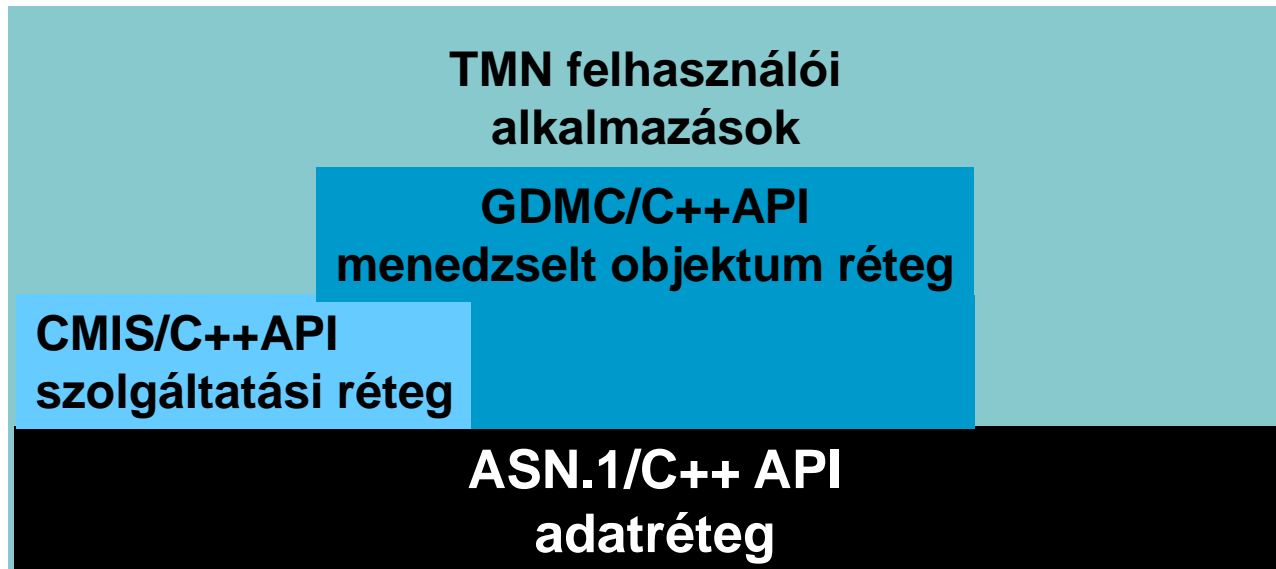 TMN felhasználói
alkalmazások
GDMC/C++API
menedzselt objektum réteg
CMIS/C++API
szolgáltatási réteg
ASN.1/C++ API
adatréteg